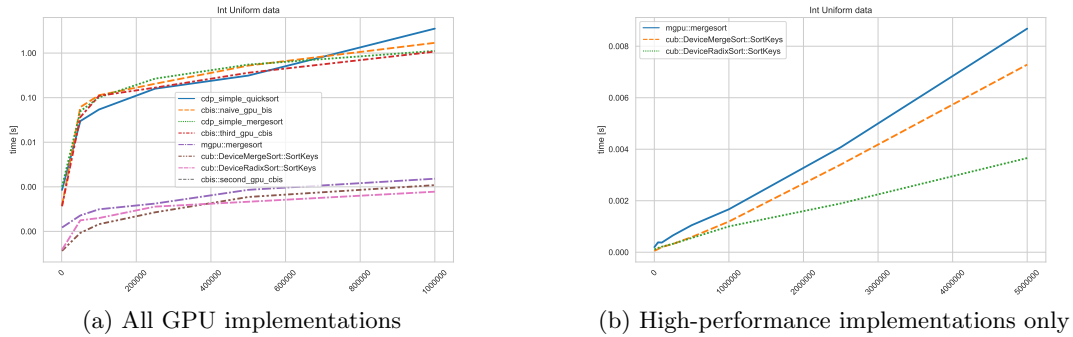 Int Uniform data
time [s]
1.00
0.10
0.01
0.00
0.00
cdp_simple_quicksort
cbis::naive_gpu_bis
cdp_simple_mergesort
cbis::third_gpu_cbis
mgpu::mergesort
cub::DeviceMergeSort::SortKeys
cub::DeviceRadixSort::SortKeys
cbis::second_gpu_cbis
0 200000 400000 600000 800000 1000000
(a) All GPU implementations
Int Uniform data
time [s]
0.008
0.006
0.004
0.002
0.000
mgpu::mergesort
cub::DeviceMergeSort::SortKeys
cub::DeviceRadixSort::SortKeys
0 1000000 2000000 3000000 4000000 5000000
(b) High-performance implementations only